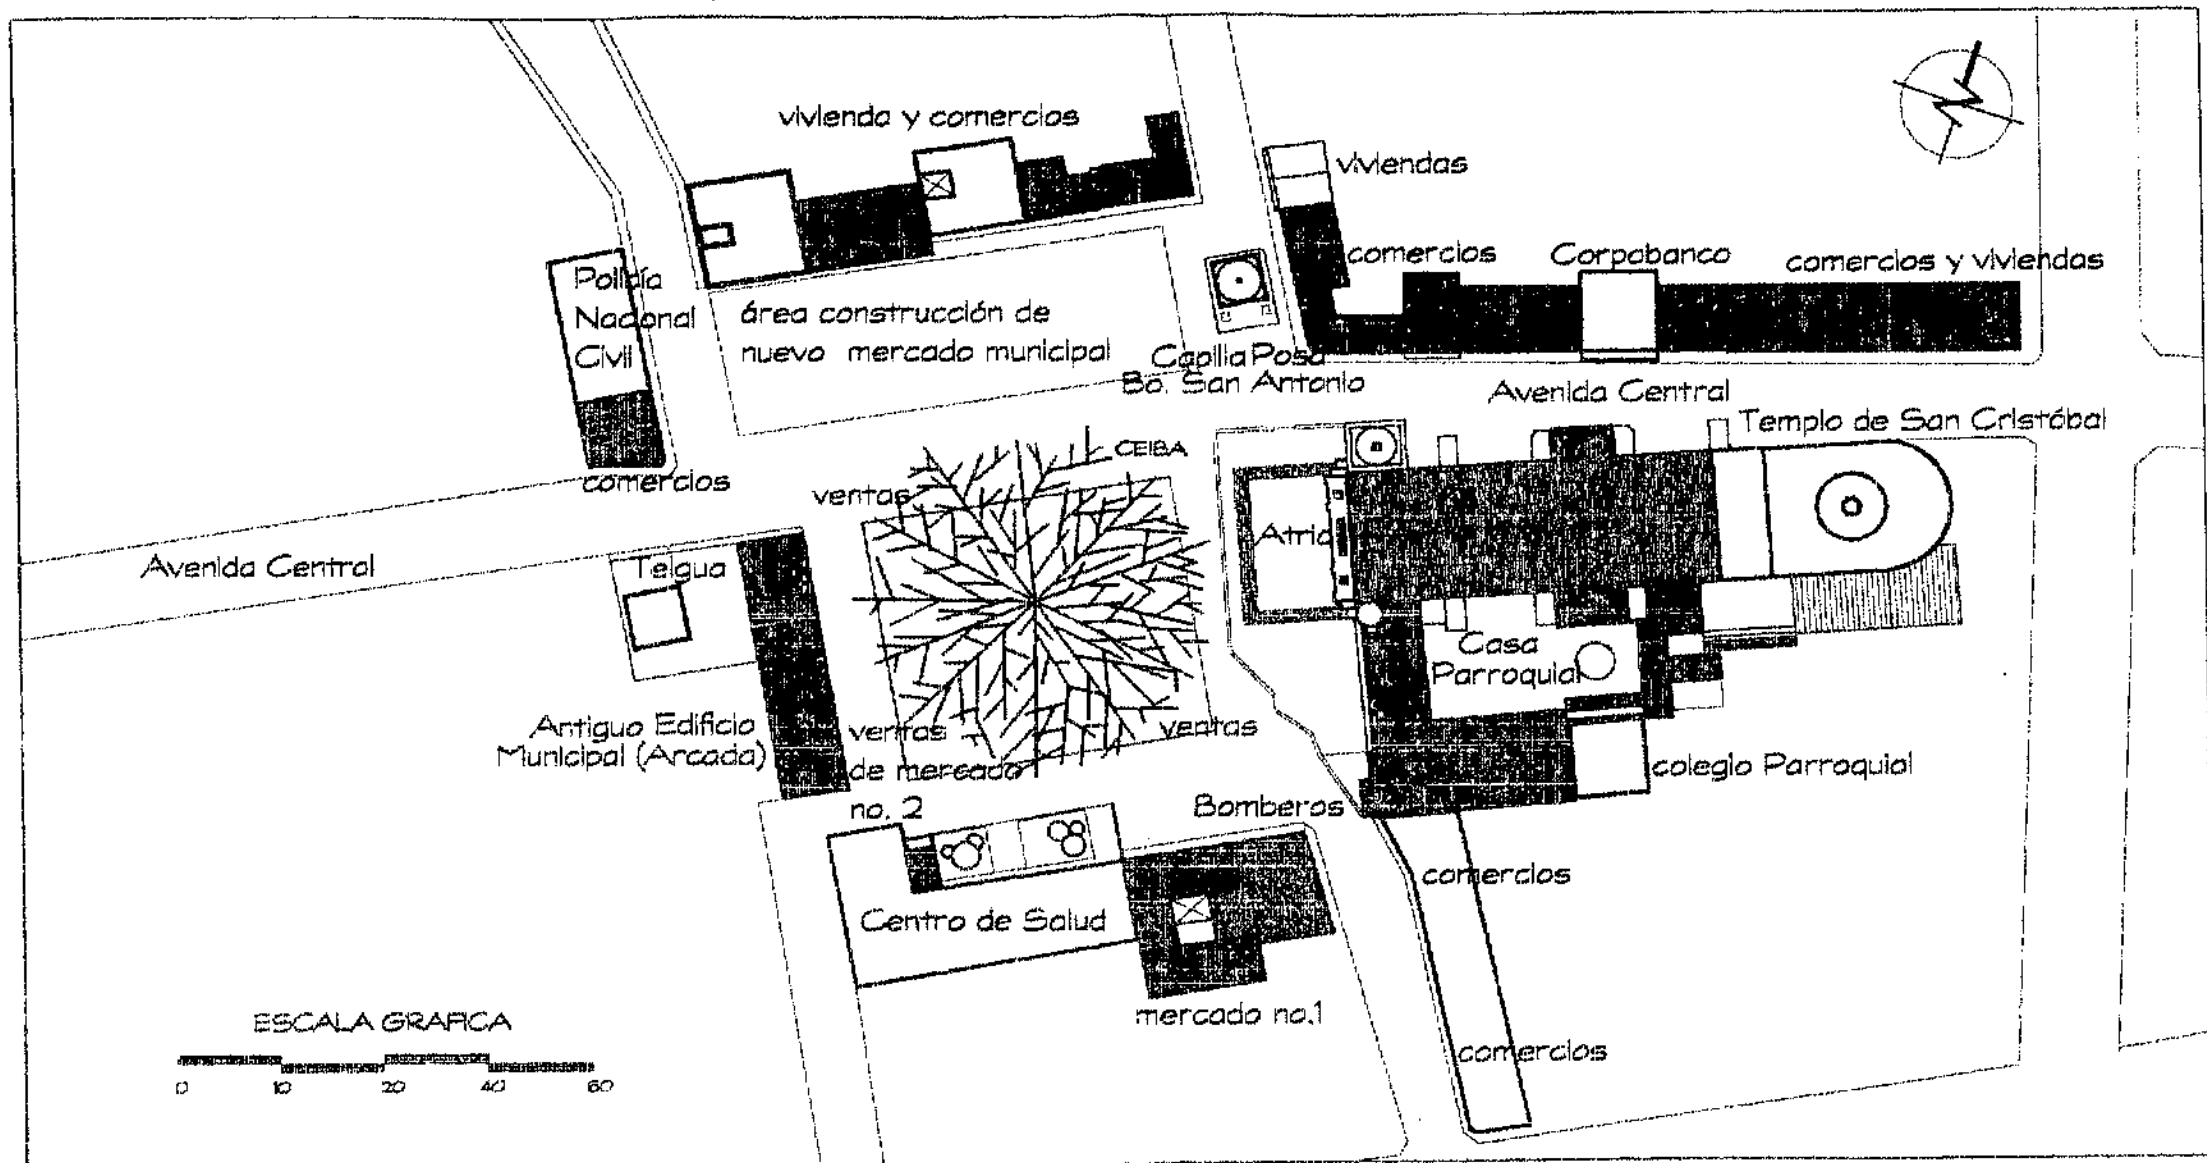 vivienda y comercios
viviendas
comercios
Corpobanco
comercios y viviendas
Policía
Nacional
Civil
área construcción de
nuevo mercado municipal
Capilla Posa
Bo. San Antonio
Avenida Central
Templo de San Cristóbal
CEIBA
comercios
ventas
Atrio
Avenida Central
Telgua
Casa
Parroquial
Antiguo Edificio
Municipal (Arcada)
ventas
de mercado
no. 2
ventas
colegio Parroquial
Bomberos
comercios
Centro de Salud
mercado no.1
comercios
ESCALA GRAFICA
0 10 20 40 60